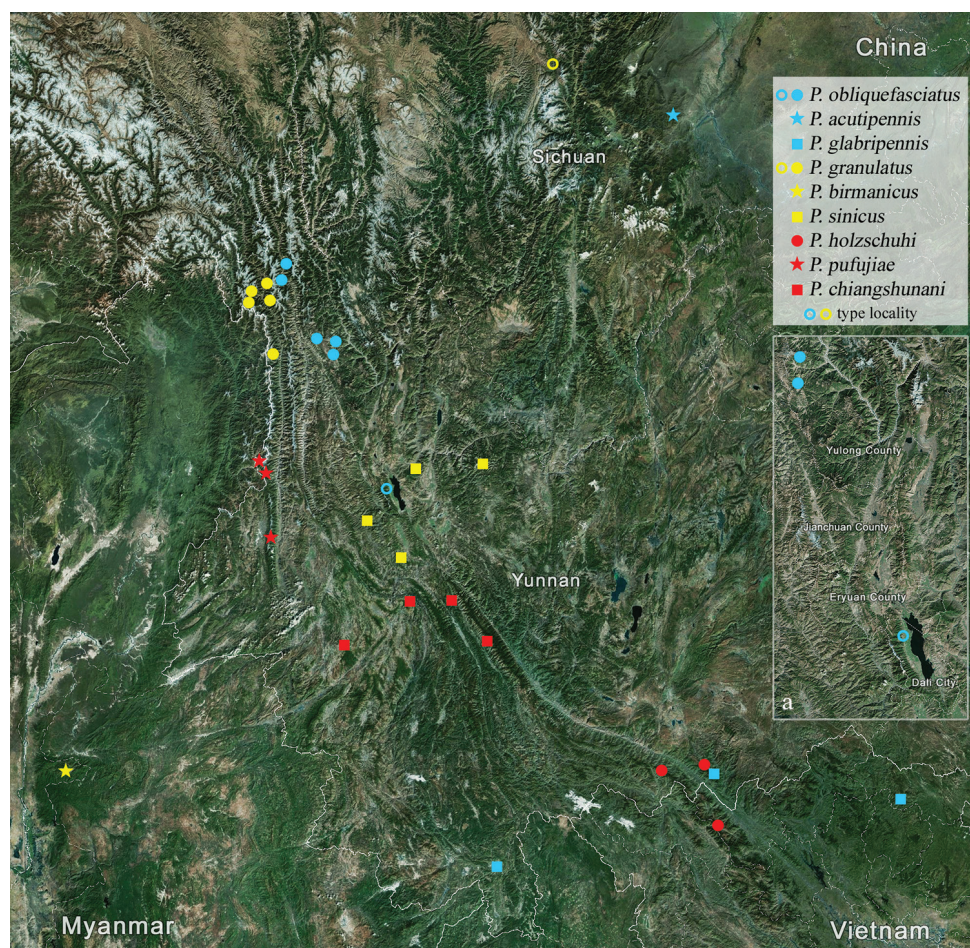 China
P. obliquefasciatus
P. acutipennis
P. glabripennis
P. granulatus
P. birmanicus
P. sinicus
P. holzschuhi
P. pufujiae
P. chiangshunani
type locality
Sichuan
Yulong County
Jianchuan County
Eryuan County
Dali City
a
Yunnan
Myanmar
Vietnam